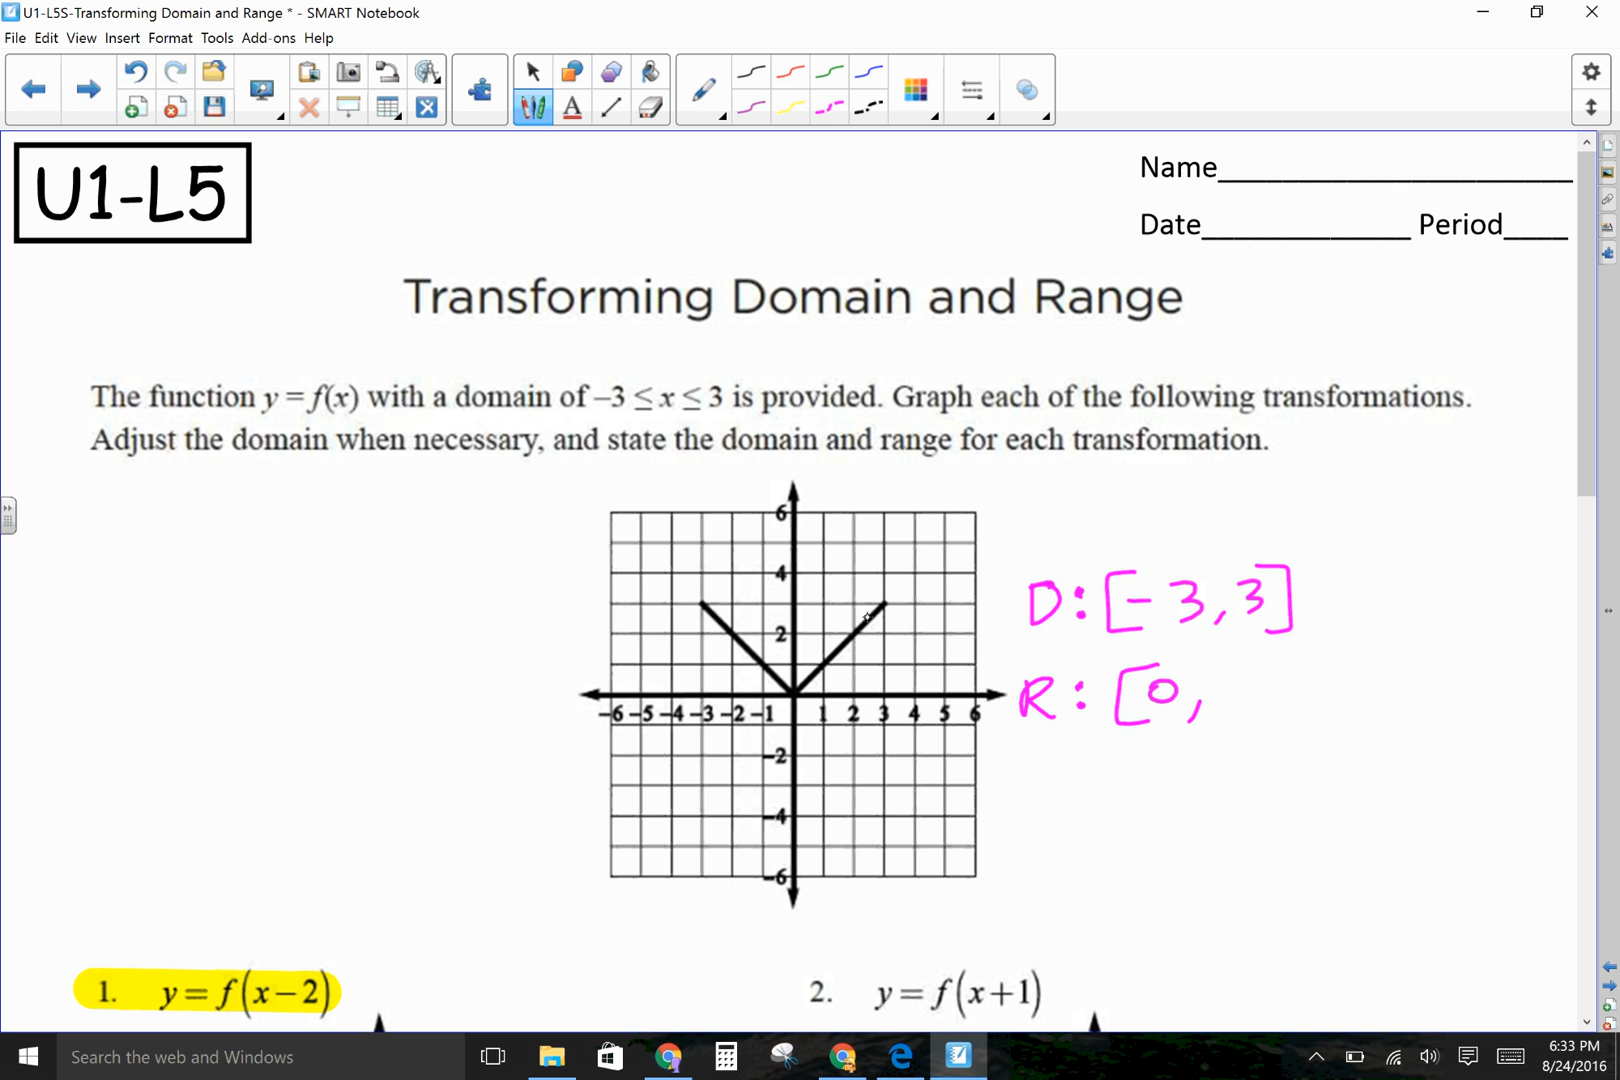 U1-L5S-Transforming Domain and Range * - SMART Notebook
File Edit View Insert Format Tools Add-ons Help
U1-L5
Name______________________
Date_____________ Period____
Transforming Domain and Range
The function y = f(x) with a domain of –3 ≤ x ≤ 3 is provided. Graph each of the following transformations.
Adjust the domain when necessary, and state the domain and range for each transformation.
6
4
2
-6 -5 -4 -3 -2 -1 1 2 3 4 5 6
-2
-4
-6
D: [-3, 3]
R: [0,
1. y = f(x – 2)
2. y = f(x+1)
Search the web and Windows
6:33 PM
8/24/2016